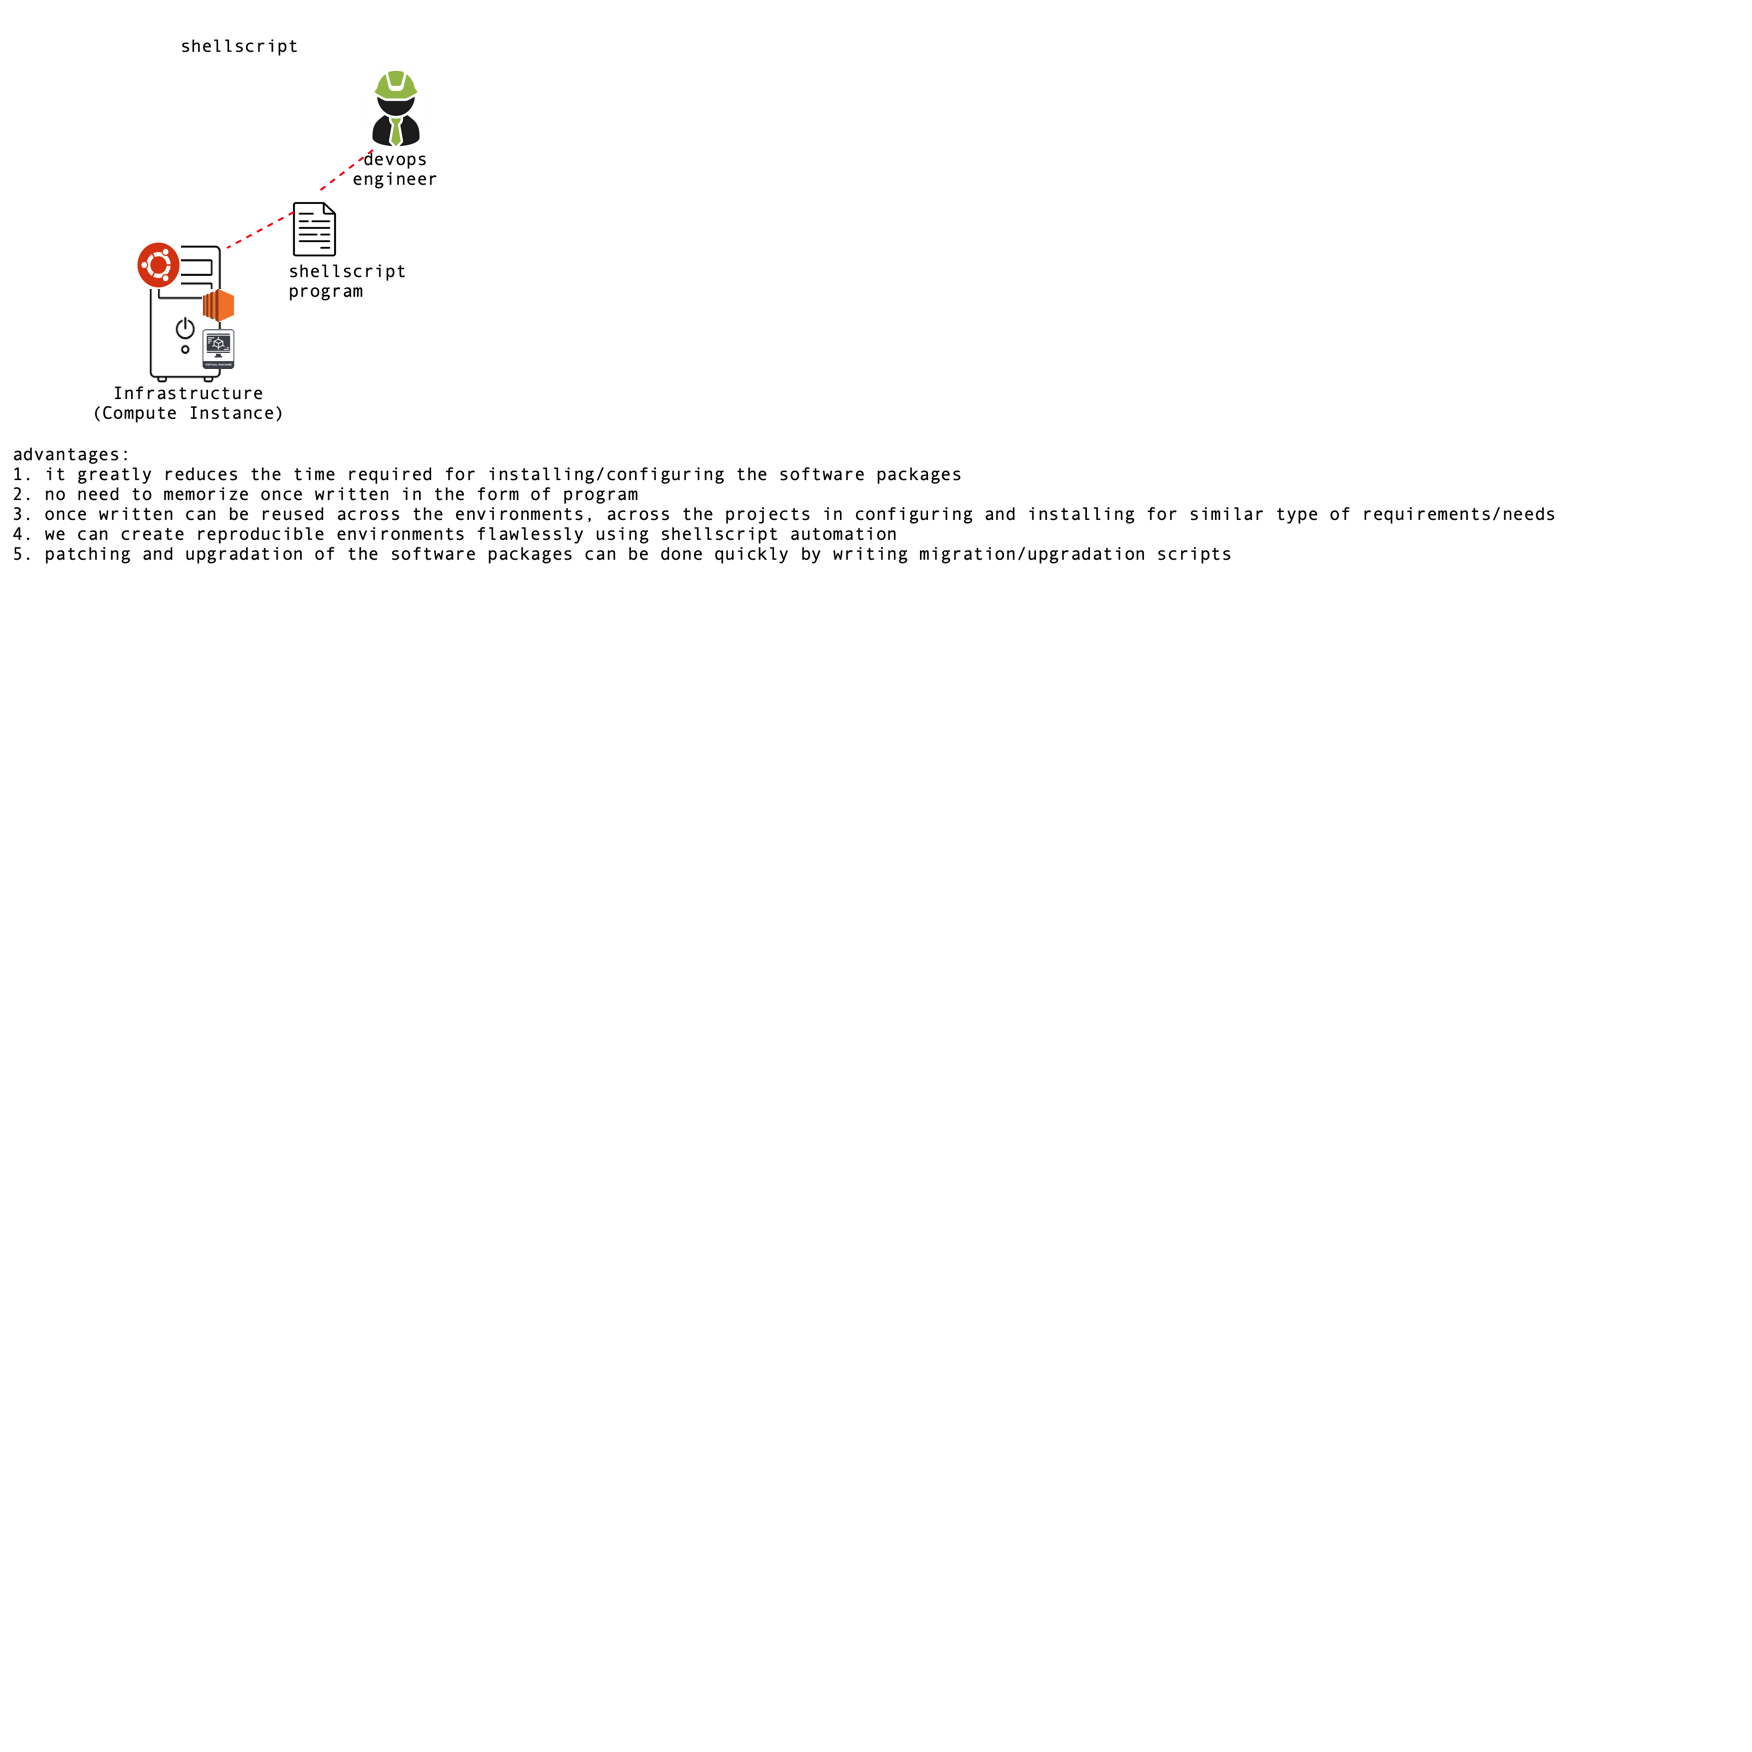 shellscript
devops
engineer
shellscript
program
VIRTUAL MACHINE
Infrastructure
(Compute Instance)
advantages:
1. it greatly reduces the time required for installing/configuring the software packages
2. no need to memorize once written in the form of program
3. once written can be reused across the environments, across the projects in configuring and installing for similar type of requirements/needs
4. we can create reproducible environments flawlessly using shellscript automation
5. patching and upgradation of the software packages can be done quickly by writing migration/upgradation scripts